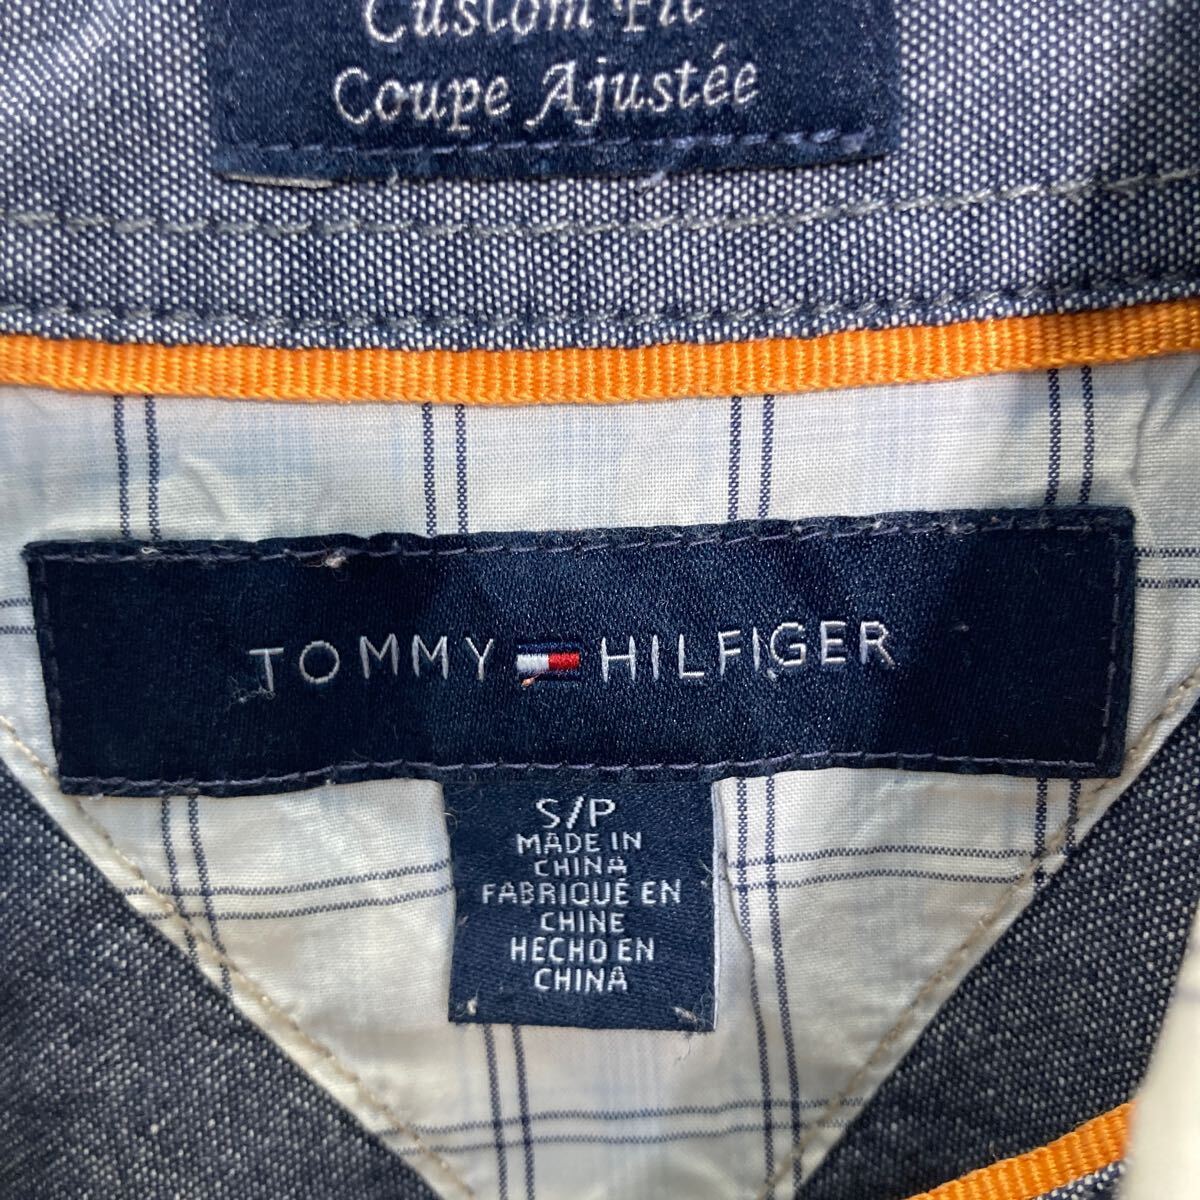 Custom Fit
Coupe Ajustée
TOMMY HILFIGER
S/P
MADE IN
CHINA
FABRIQUÉ EN
CHINE
HECHO EN
CHINA